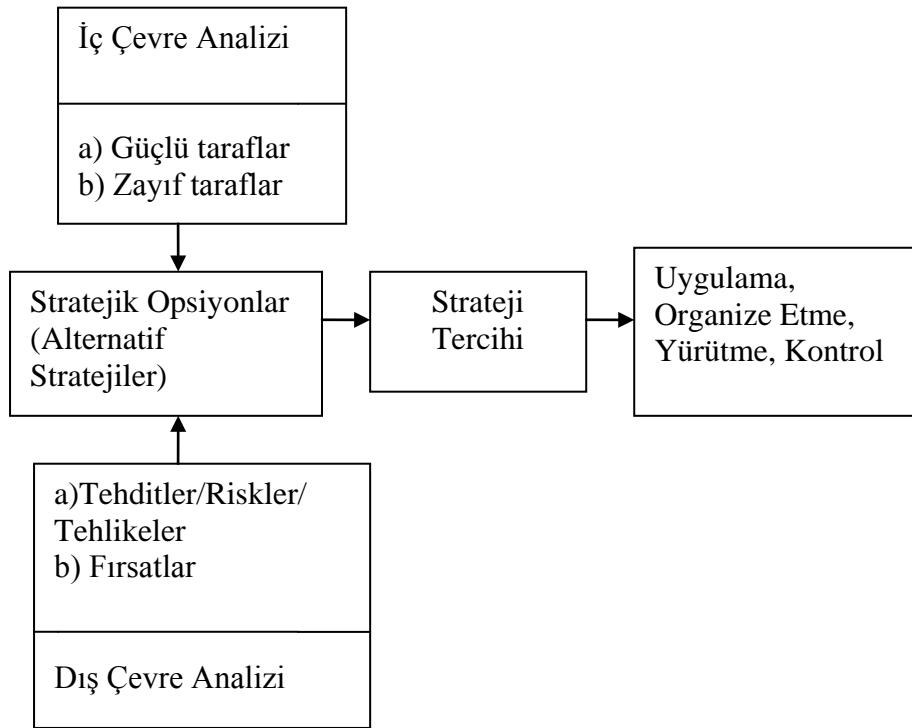 İç Çevre Analizi
a) Güçlü taraflar
b) Zayıf taraflar
Stratejik Opsiyonlar
(Alternatif
Stratejiler)
Strateji
Tercihi
Uygulama,
Organize Etme,
Yürütme, Kontrol
a)Tehditler/Riskler/
Tehlikeler
b) Fırsatlar
Dış Çevre Analizi